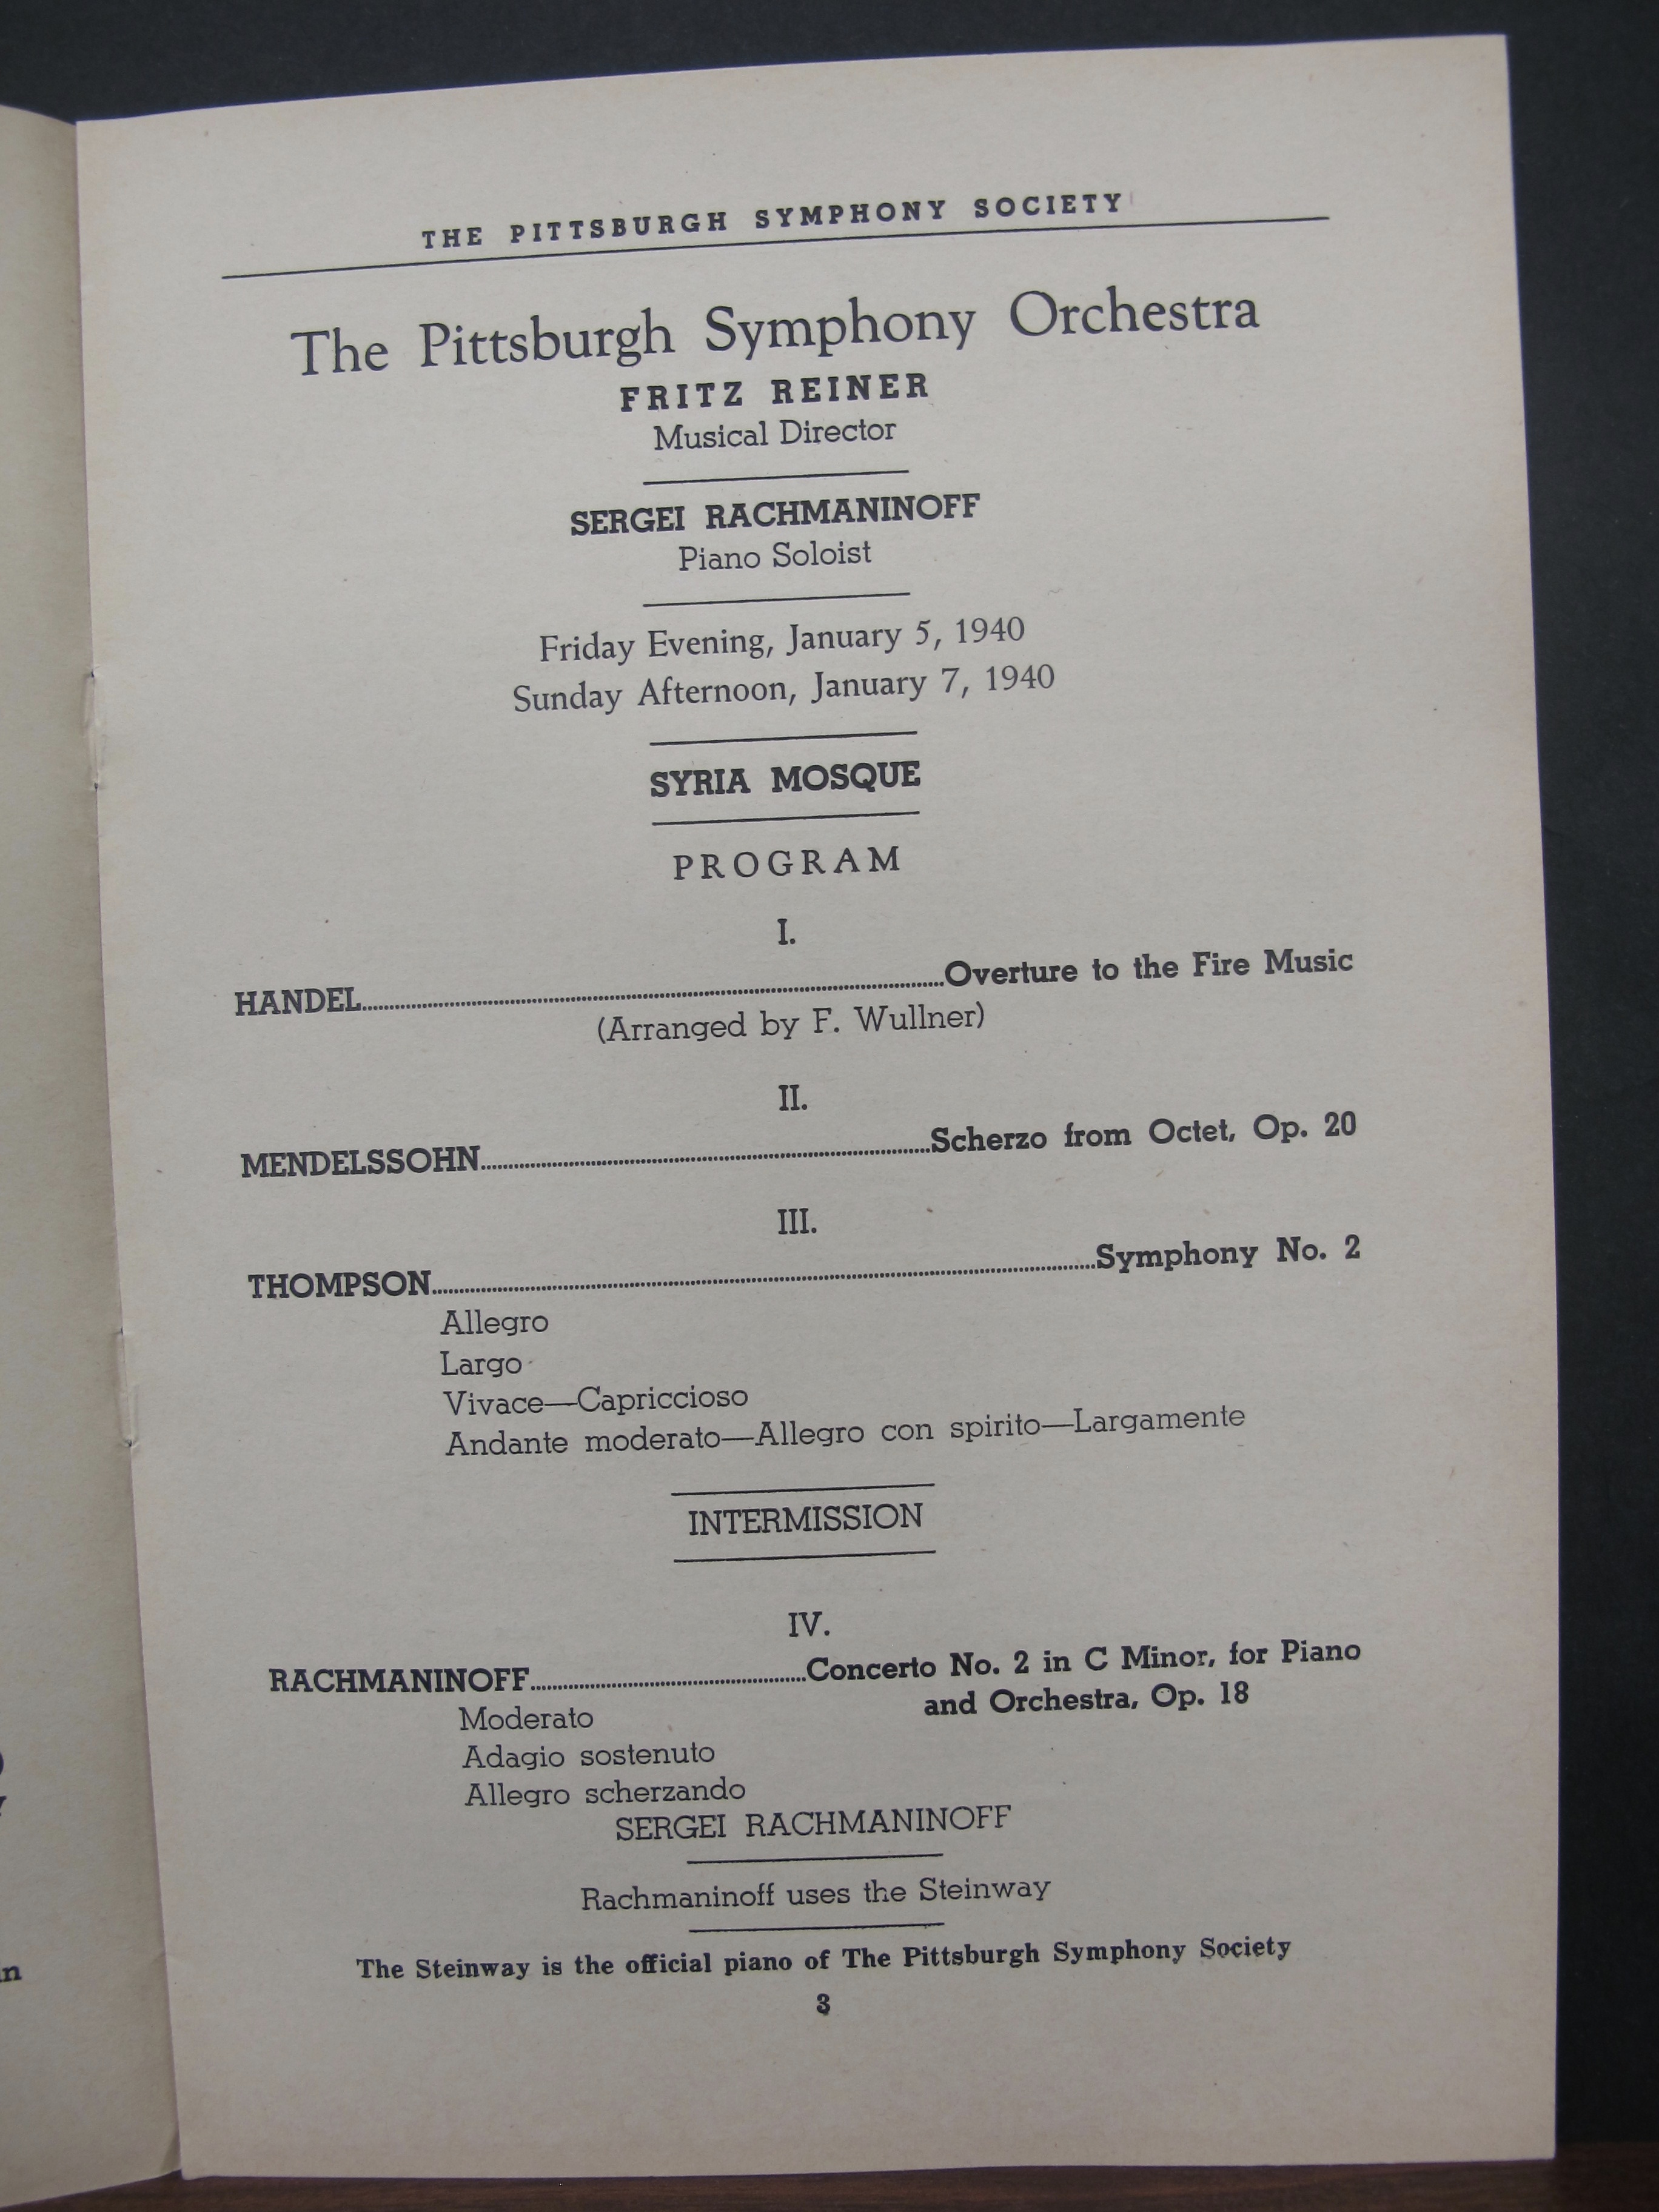 THE PITTSBURGH SYMPHONY SOCIETY
The Pittsburgh Symphony Orchestra
FRITZ REINER
Musical Director
SERGEI RACHMANINOFF
Piano Soloist
Friday Evening, January 5, 1940
Sunday Afternoon, January 7, 1940
SYRIA MOSQUE
PROGRAM
I.
HANDEL..........Overture to the Fire Music
(Arranged by F. Wullner)
II.
MENDELSSOHN..........Scherzo from Octet, Op. 20
III.
THOMPSON..........Symphony No. 2
Allegro
Largo
Vivace—Capriccioso
Andante moderato—Allegro con spirito—Largamente
INTERMISSION
IV.
RACHMANINOFF..........Concerto No. 2 in C Minor, for Piano
and Orchestra, Op. 18
Moderato
Adagio sostenuto
Allegro scherzando
SERGEI RACHMANINOFF
Rachmaninoff uses the Steinway
The Steinway is the official piano of The Pittsburgh Symphony Society
3